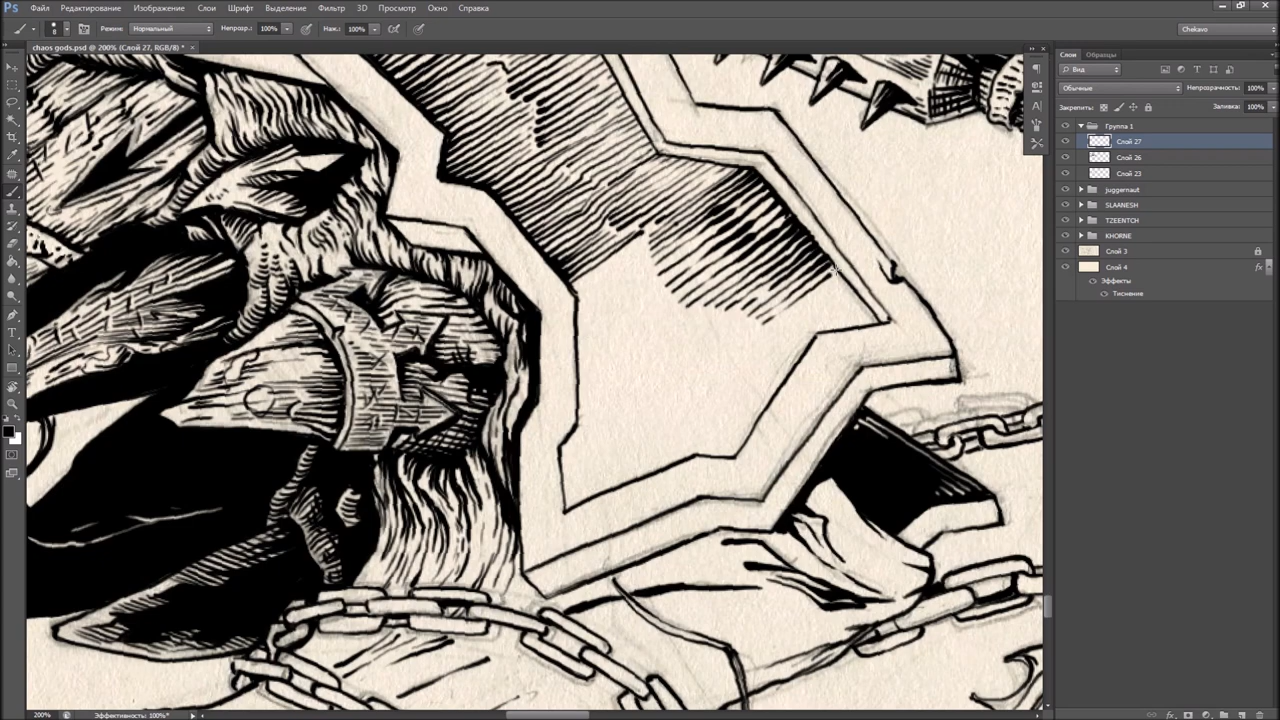 Ps Файл Редактирование Изображение Слои Шрифт Выделение Фильтр 3D Просмотр Окно Справка
Режим: Нормальный Непрозр.: 100% Наж.: 100% Chekavo
chaos gods.psd @ 200% (Слой 27, RGB/8) * ×
Слои Образцы
Вид
Обычные Непрозрачность: 100%
Закрепить: Заливка: 100%
Группа 1
Слой 27
Слой 26
Слой 23
juggernaut
SLAANESH
TZEENTCH
KHORNE
Слой 3
Слой 4 fx
Эффекты
Тиснение
200% Эффективность: 100%*